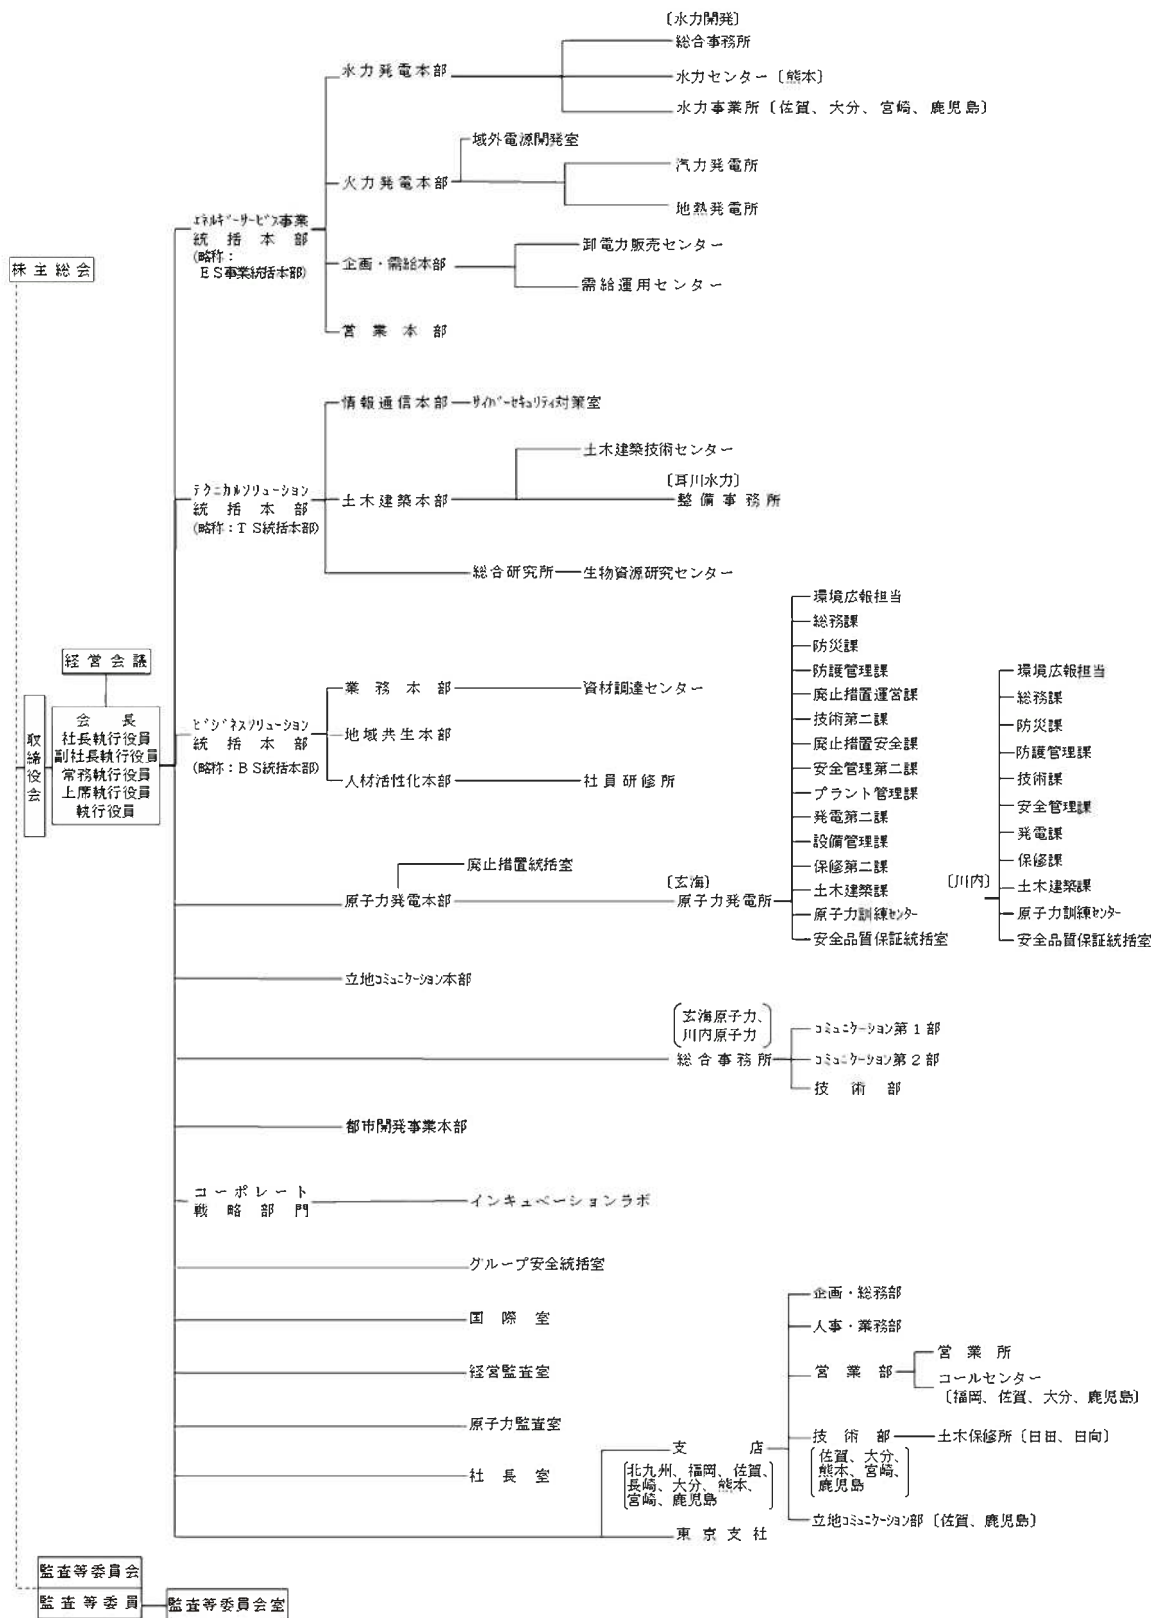 〔水力開発〕
総合事務所
水力発電本部
水力センター〔熊本〕
水力事業所〔佐賀、大分、宮崎、鹿児島〕
域外電源開発室
汽力発電所
火力発電本部
地熱発電所
ｴﾈﾙｷﾞｰｻｰﾋﾞｽ事業
統括本部
(略称：
ＥＳ事業統括本部)
卸電力販売センター
企画・需給本部
需給運用センター
株主総会
営業本部
情報通信本部
ｻｲﾊﾞｰｾｷｭﾘﾃｨ対策室
土木建築技術センター
〔耳川水力〕
整備事務所
テクニカルソリューション
統括本部
(略称：ＴＳ統括本部)
土木建築本部
総合研究所
生物資源研究センター
経営会議
取締役会
会長
社長執行役員
副社長執行役員
常務執行役員
上席執行役員
執行役員
ビジネスソリューション
統括本部
(略称：ＢＳ統括本部)
業務本部
資材調達センター
地域共生本部
人材活性化本部
社員研修所
廃止措置統括室
原子力発電本部
〔玄海〕
原子力発電所
環境広報担当
総務課
防災課
防護管理課
廃止措置運営課
技術第二課
廃止措置安全課
安全管理第二課
プラント管理課
発電第二課
設備管理課
保修第二課
土木建築課
原子力訓練ｾﾝﾀｰ
安全品質保証統括室
〔川内〕
環境広報担当
総務課
防災課
防護管理課
技術課
安全管理課
発電課
保修課
土木建築課
原子力訓練ｾﾝﾀｰ
安全品質保証統括室
立地ｺﾐｭﾆｹｰｼｮﾝ本部
〔玄海原子力、
川内原子力〕
総合事務所
ｺﾐｭﾆｹｰｼｮﾝ第１部
ｺﾐｭﾆｹｰｼｮﾝ第２部
技術部
都市開発事業本部
コーポレート
戦略部門
インキュベーションラボ
グループ安全統括室
国際室
経営監査室
原子力監査室
社長室
支店
〔北九州、福岡、佐賀、
長崎、大分、熊本、
宮崎、鹿児島〕
企画・総務部
人事・業務部
営業部
営業所
コールセンター
〔福岡、佐賀、大分、鹿児島〕
技術部
〔佐賀、大分、
熊本、宮崎、
鹿児島〕
土木保修所〔日田、日向〕
立地ｺﾐｭﾆｹｰｼｮﾝ部〔佐賀、鹿児島〕
東京支社
監査等委員会
監査等委員
監査等委員会室